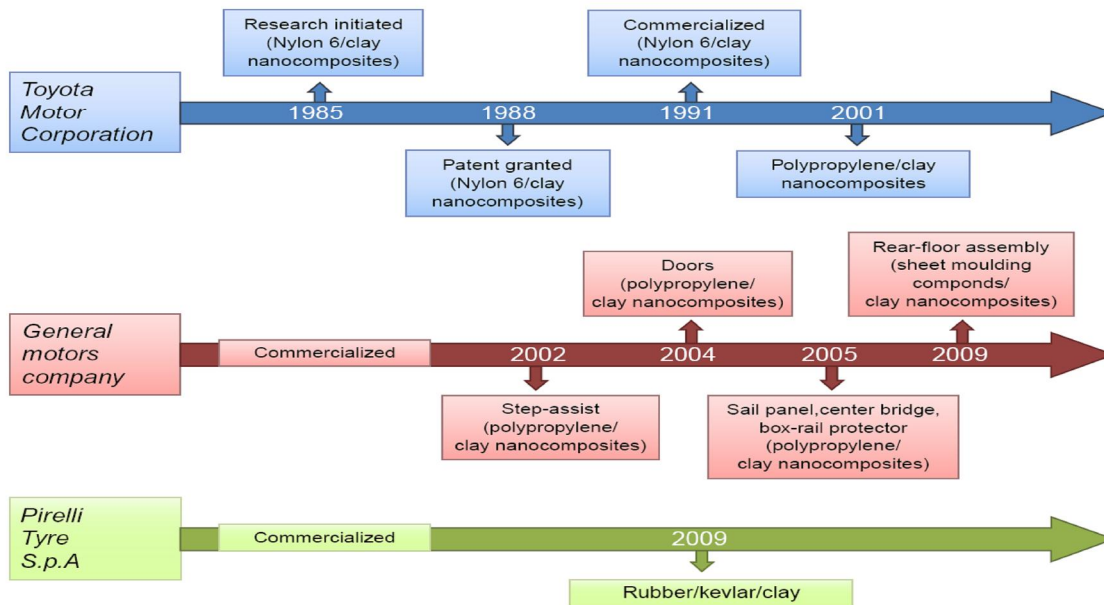 Research initiated
(Nylon 6/clay
nanocomposites)
Commercialized
(Nylon 6/clay
nanocomposites)
Toyota
Motor
Corporation
1985
1988
1991
2001
Patent granted
(Nylon 6/clay
nanocomposites)
Polypropylene/clay
nanocomposites
Doors
(polypropylene/
clay nanocomposites)
Rear-floor assembly
(sheet moulding
componds/
clay nanocomposites)
General
motors
company
Commercialized
2002
2004
2005
2009
Step-assist
(polypropylene/
clay nanocomposites)
Sail panel,center bridge,
box-rail protector
(polypropylene/
clay nanocomposites)
Pirelli
Tyre
S.p.A
Commercialized
2009
Rubber/kevlar/clay